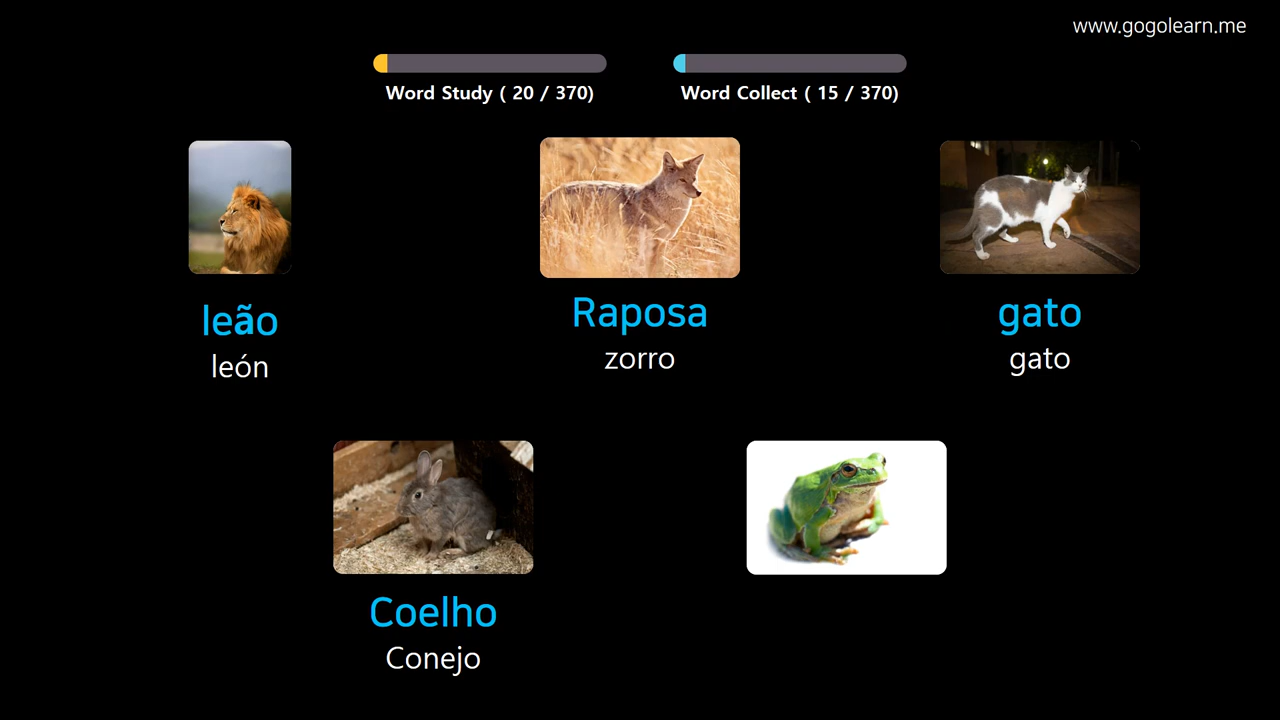 www.gogolearn.me
Word Study ( 20 / 370)
Word Collect ( 15 / 370)
leão
león
Raposa
zorro
gato
gato
Coelho
Conejo